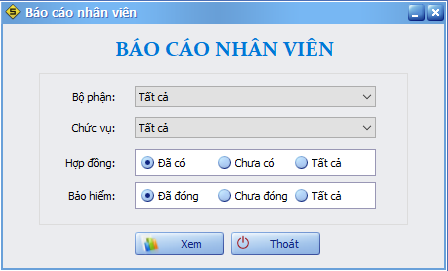 Báo cáo nhân viên
BÁO CÁO NHÂN VIÊN
Bộ phận: Tất cả
Chức vụ: Tất cả
Hợp đồng: Đã có Chưa có Tất cả
Bảo hiểm: Đã đóng Chưa đóng Tất cả
Xem Thoát